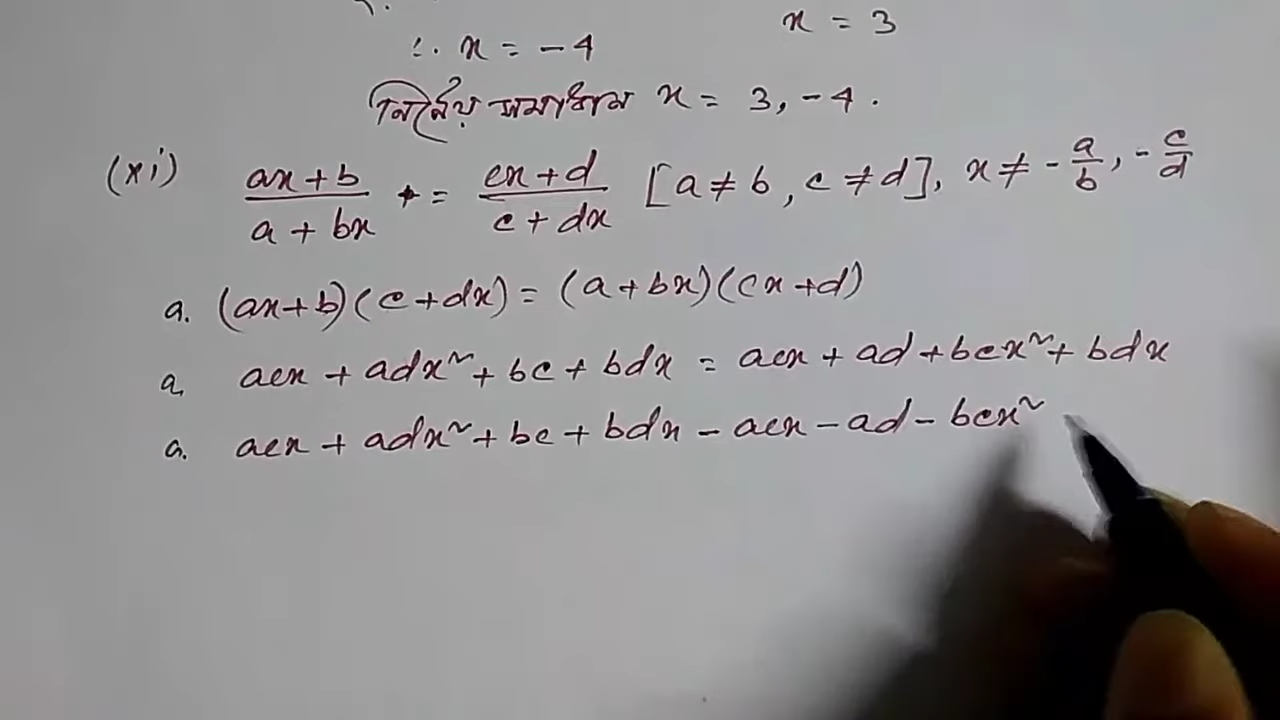 x = 3
∴ x = -4
নির্ণেয় সমাধান x = 3, -4.
(xi) (ax+b)/(a+bx) = (cx+d)/(c+dx) [a≠b, c≠d], x≠ -a/b, -c/d
a. (ax+b)(c+dx) = (a+bx)(cx+d)
a, acx + adx² + bc + bdx = acx + ad + bcx² + bdx
a. acx + adx² + bc + bdx - acx - ad - bcx²